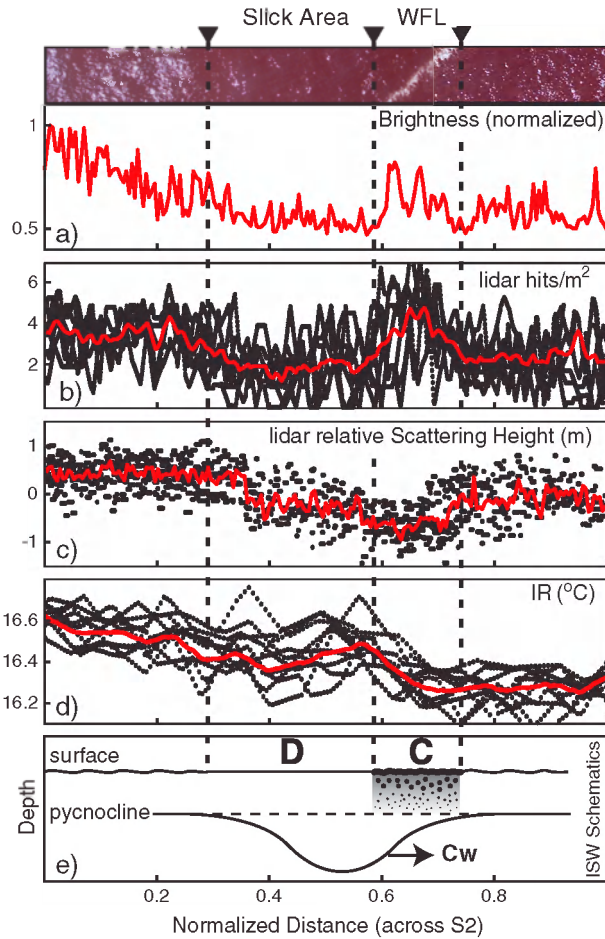 Slick Area WFL
Brightness (normalized)
1
0.5
a)
lidar hits/m²
6
4
2
b)
lidar relative Scattering Height (m)
1
0
-1
c)
IR (°C)
16.6
16.4
16.2
d)
surface
D
C
pycnocline
Cw
e)
Depth
ISW Schematics
0.2 0.4 0.6 0.8
Normalized Distance (across S2)